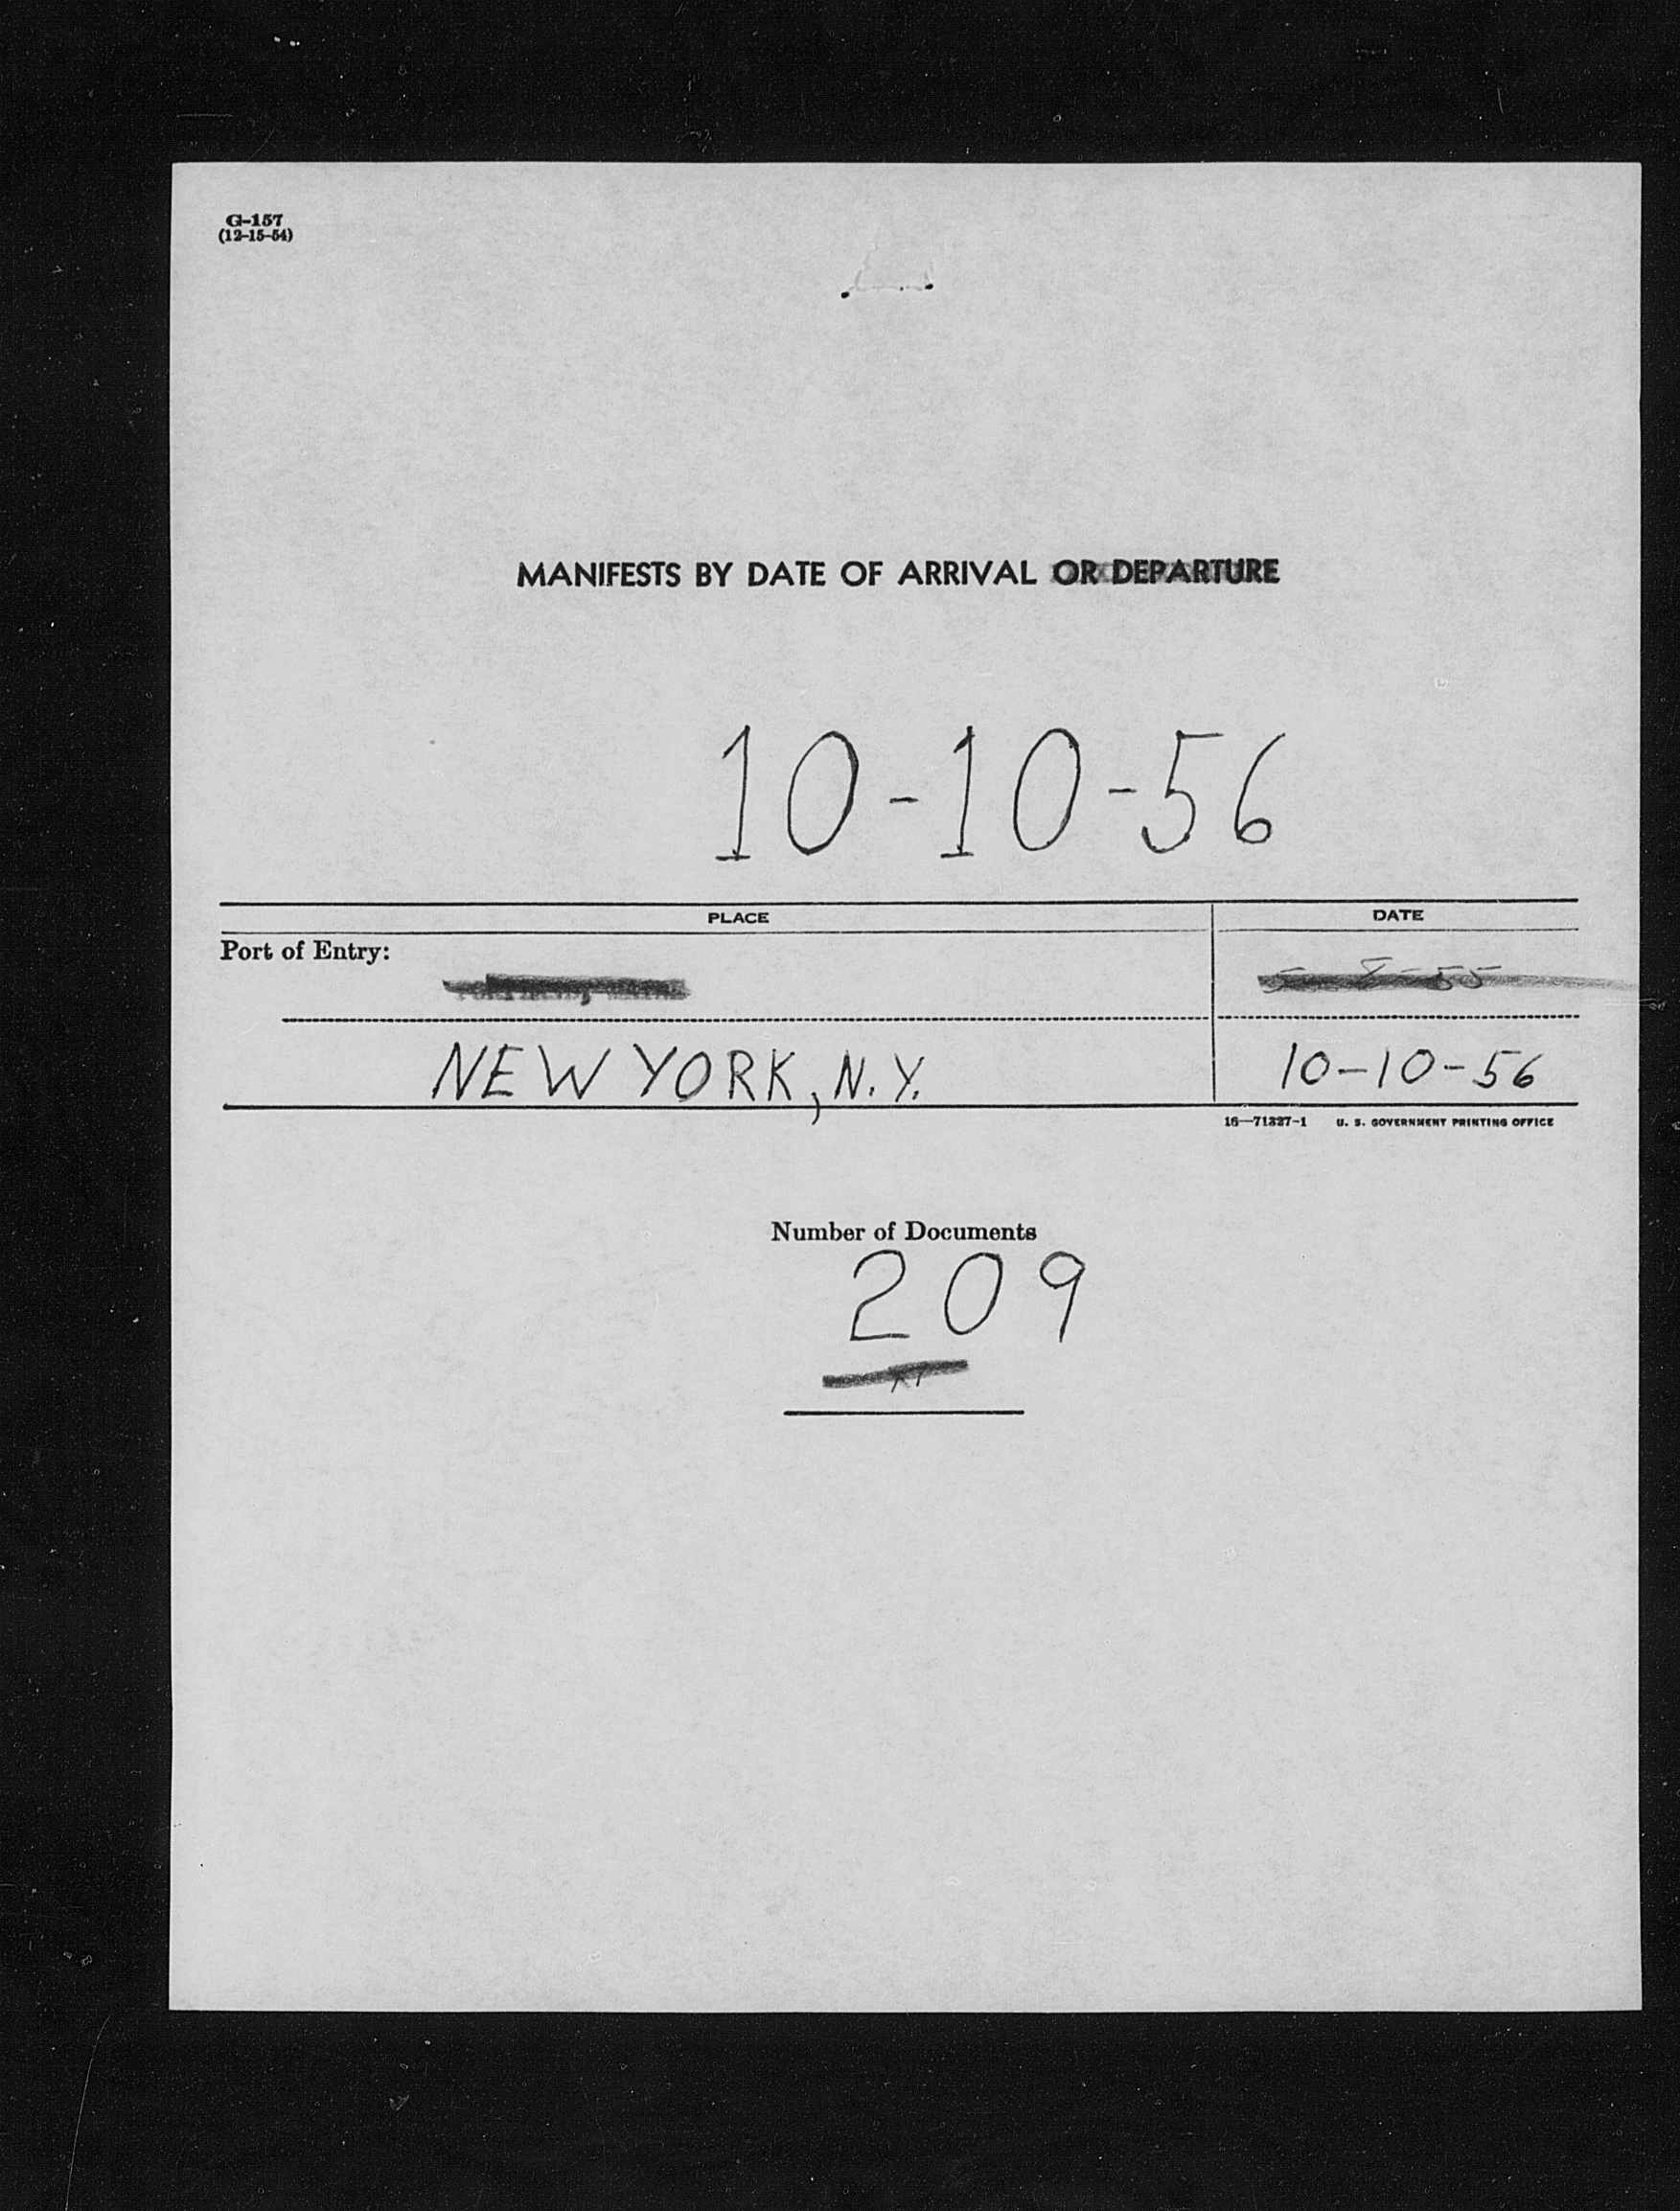 G-157
(12-15-54)
MANIFESTS BY DATE OF ARRIVAL OR DEPARTURE
10-10-56
PLACE
DATE
Port of Entry:
NEW YORK, N.Y.
10-10-56
16—71327-1 U. S. GOVERNMENT PRINTING OFFICE
Number of Documents
209